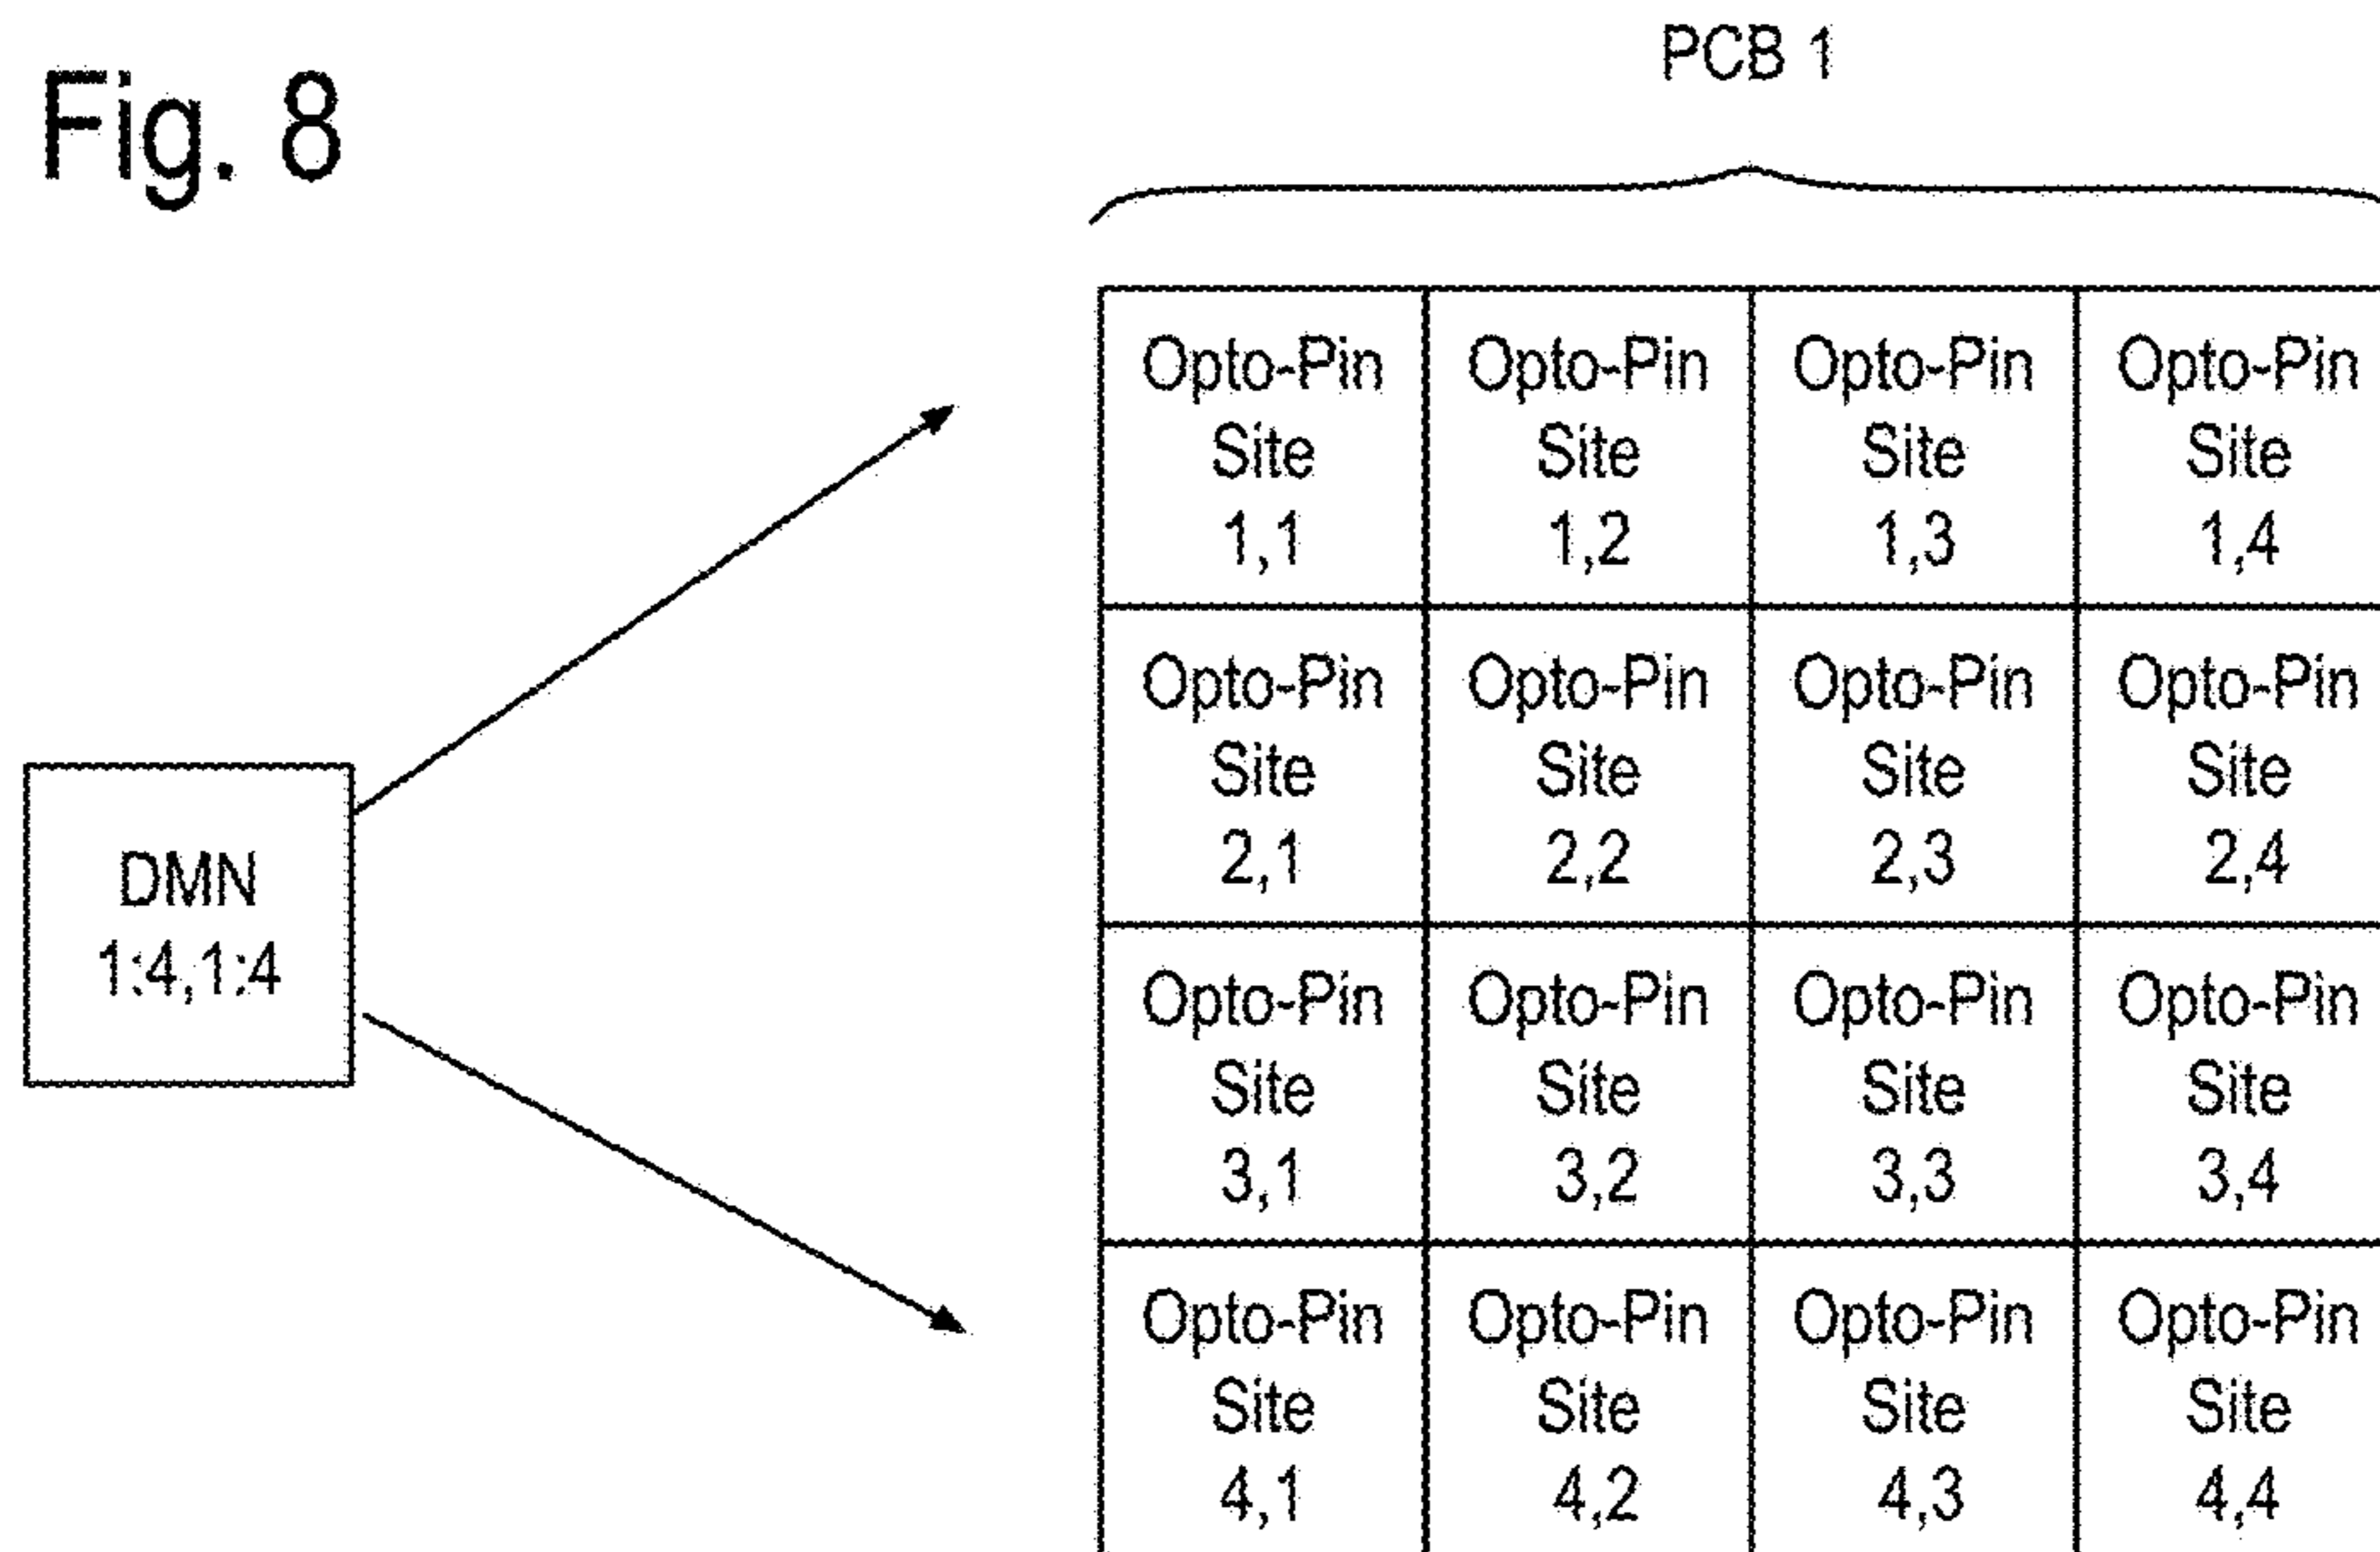 Fig. 8
PCB 1
Opto-Pin Opto-Pin Opto-Pin Opto-Pin
Site Site Site Site
1,1 1,2 1,3 1,4
Opto-Pin Opto-Pin Opto-Pin Opto-Pin
Site Site Site Site
2,1 2,2 2,3 2,4
DMN
1:4,1:4
Opto-Pin Opto-Pin Opto-Pin Opto-Pin
Site Site Site Site
3,1 3,2 3,3 3,4
Opto-Pin Opto-Pin Opto-Pin Opto-Pin
Site Site Site Site
4,1 4,2 4,3 4,4